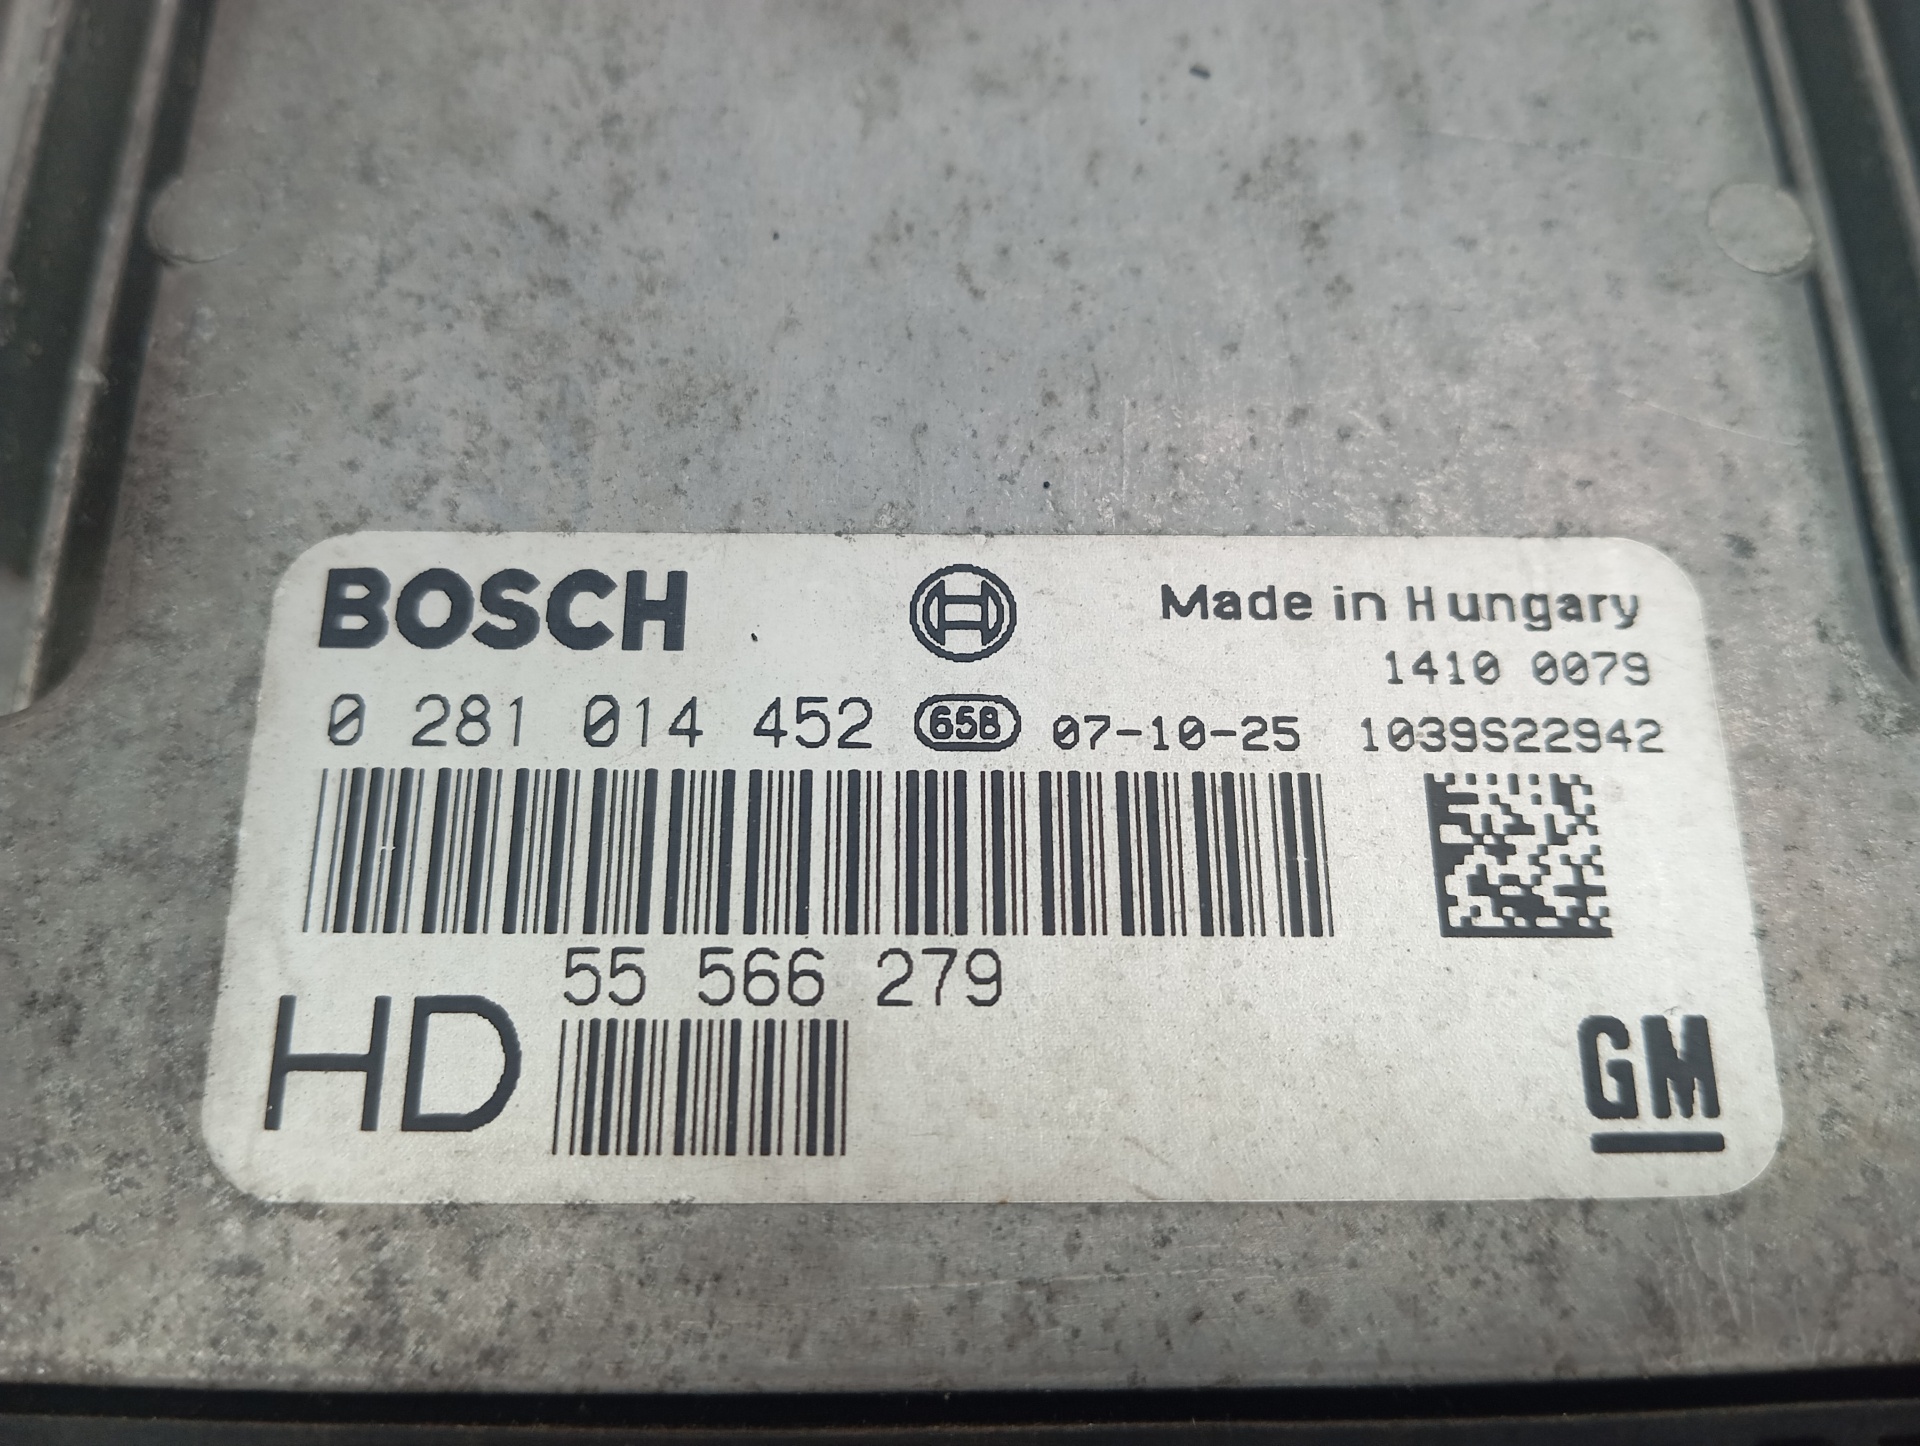 BOSCH
Made in Hungary
1410 0079
0 281 014 452 658 07-10-25 1039S22942
55 566 279
HD
GM